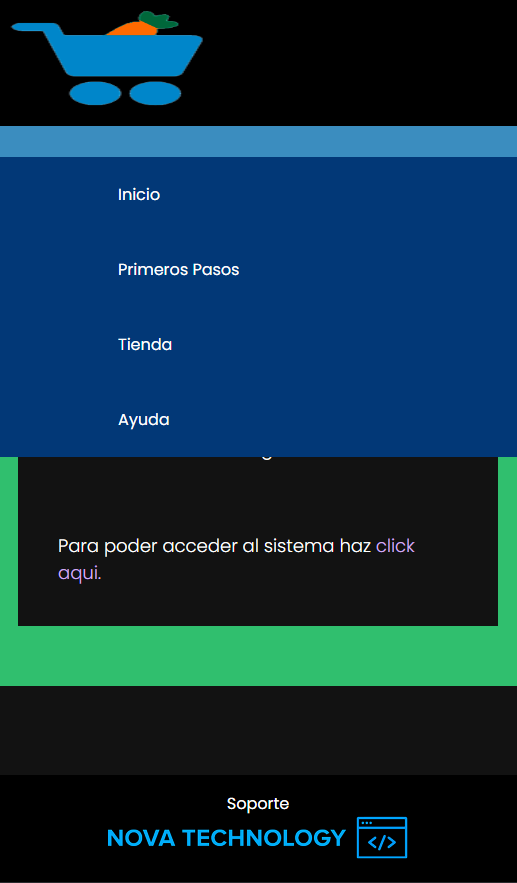 Inicio
Primeros Pasos
Tienda
Ayuda
Para poder acceder al sistema haz click
aqui.
Soporte
NOVA TECHNOLOGY </>